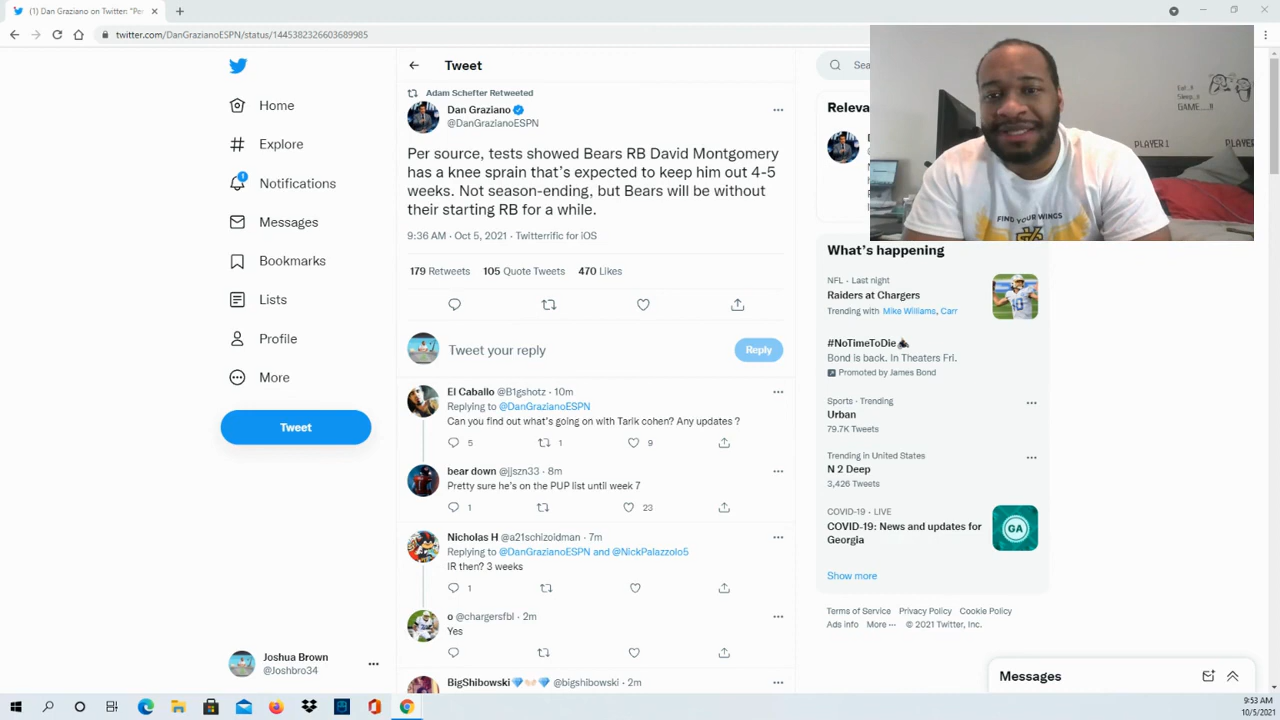 (1) Dan Graziano on Twitter: "Per
twitter.com/DanGrazianoESPN/status/1445382326603689985
Home
Explore
1
Notifications
Messages
Bookmarks
Lists
Profile
More
Tweet
Joshua Brown
@Joshbro34
Tweet
Adam Schefter Retweeted
Dan Graziano
@DanGrazianoESPN
Per source, tests showed Bears RB David Montgomery
has a knee sprain that's expected to keep him out 4-5
weeks. Not season-ending, but Bears will be without
their starting RB for a while.
9:36 AM · Oct 5, 2021 · Twitterrific for iOS
179 Retweets 105 Quote Tweets 470 Likes
Tweet your reply
Reply
El Caballo @B1gshotz · 10m
Replying to @DanGrazianoESPN
Can you find out what's going on with Tarik cohen? Any updates ?
5 1 9
bear down @jjszn33 · 8m
Pretty sure he's on the PUP list until week 7
1 23
Nicholas H @a21schizoidman · 7m
Replying to @DanGrazianoESPN and @NickPalazzolo5
IR then? 3 weeks
1
o @chargersfbl · 2m
Yes
BigShibowski💎👐🏻💎 @bigshibowski · 2m
Sea
Releva
Eat..!!
Sleep..!!
GAME.....!!
PLAYER 1
PLAYER
FIND YOUR WINGS
What's happening
NFL · Last night
Raiders at Chargers
Trending with Mike Williams, Carr
#NoTimeToDie
Bond is back. In Theaters Fri.
Promoted by James Bond
Sports · Trending
Urban
79.7K Tweets
Trending in United States
N 2 Deep
3,426 Tweets
COVID-19 · LIVE
COVID-19: News and updates for
Georgia
GA
Show more
Terms of Service Privacy Policy Cookie Policy
Ads info More ··· © 2021 Twitter, Inc.
Messages
9:53 AM
10/5/2021